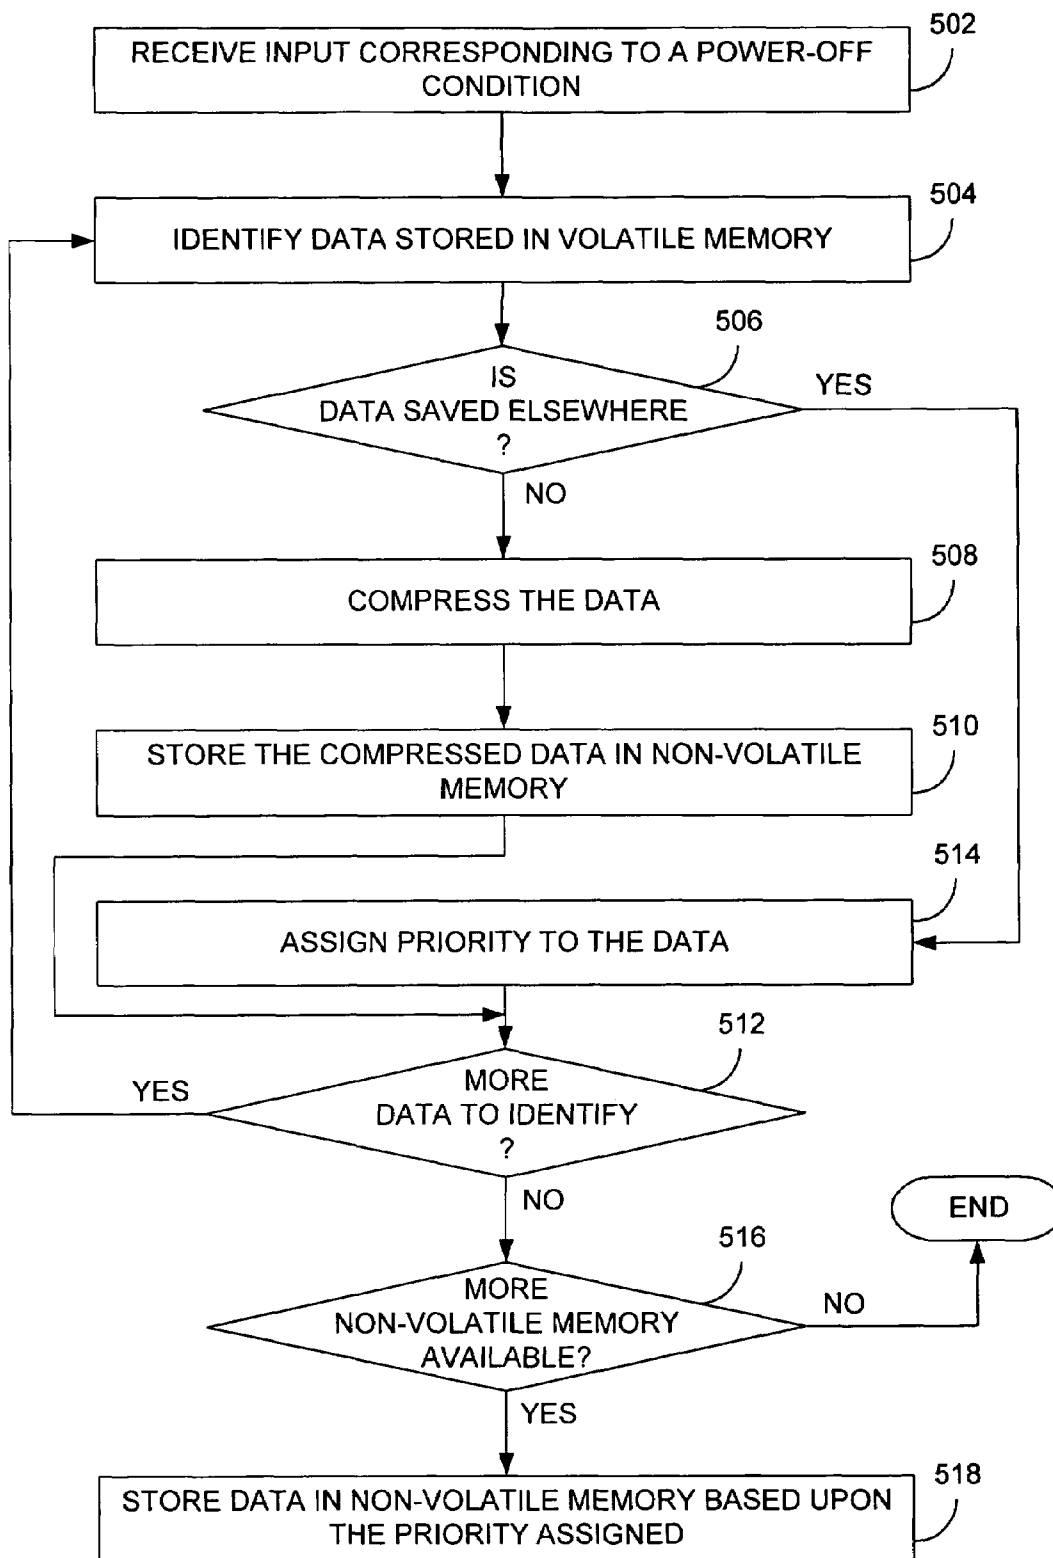 502
RECEIVE INPUT CORRESPONDING TO A POWER-OFF
CONDITION
504
IDENTIFY DATA STORED IN VOLATILE MEMORY
506
IS
DATA SAVED ELSEWHERE
?
YES
NO
508
COMPRESS THE DATA
510
STORE THE COMPRESSED DATA IN NON-VOLATILE
MEMORY
514
ASSIGN PRIORITY TO THE DATA
512
MORE
DATA TO IDENTIFY
?
YES
NO
END
516
MORE
NON-VOLATILE MEMORY
AVAILABLE?
NO
YES
518
STORE DATA IN NON-VOLATILE MEMORY BASED UPON
THE PRIORITY ASSIGNED